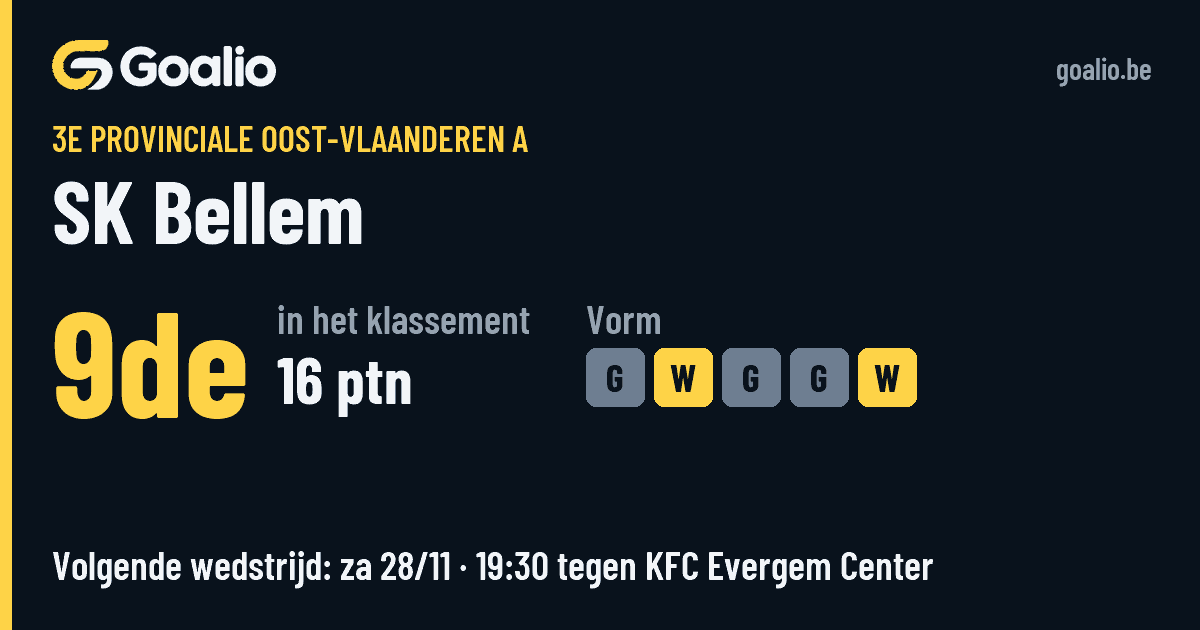 Goalio
goalio.be
3E PROVINCIALE OOST-VLAANDEREN A
SK Bellem
9de
in het klassement
16 ptn
Vorm
G W G G W
Volgende wedstrijd: za 28/11 · 19:30 tegen KFC Evergem Center